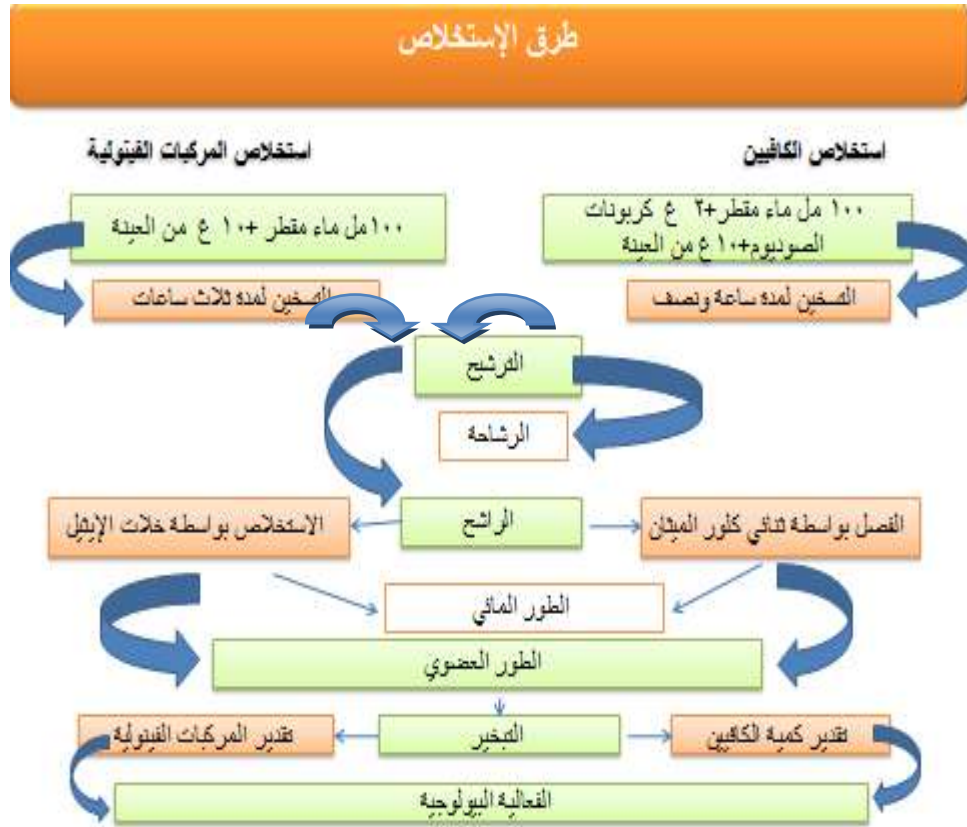 طرق الإستخلاص
استخلاص الكافيين
استخلاص المركبات الفينولية
١٠٠ مل ماء مقطر+٢ غ كربونات
الصوديوم+١٠ غ من العينة
١٠٠مل ماء مقطر +١٠ غ من العينة
التسخين لمدة ساعة ونصف
التسخين لمدة ثلاث ساعات
الترشيح
الرشاحة
الفصل بواسطة ثنائي كلور الميثان
الراشح
الاستخلاص بواسطة خلات الإيثيل
الطور المائي
الطور العضوي
تقدير كمية الكافيين
التبخير
تقدير المركبات الفينولية
الفعالية البيولوجية